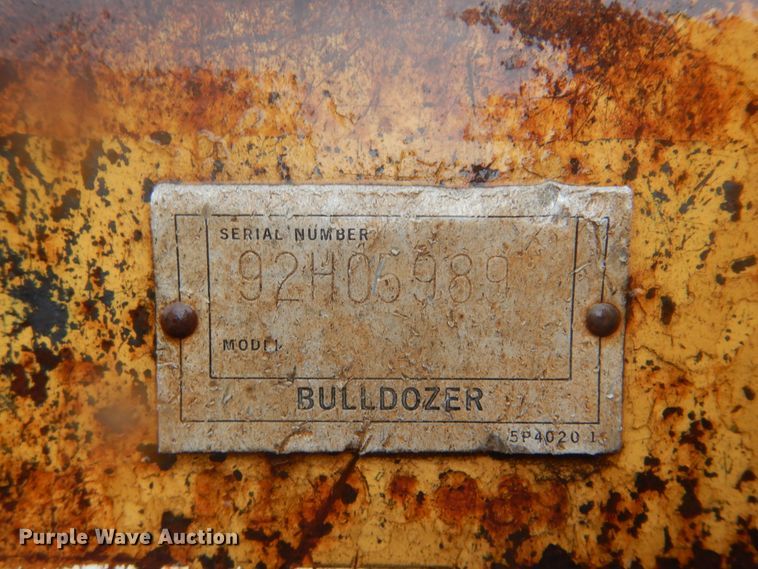 SERIAL NUMBER
92H06989
MODEL
BULLDOZER
5P4020 1
Purple Wave Auction®